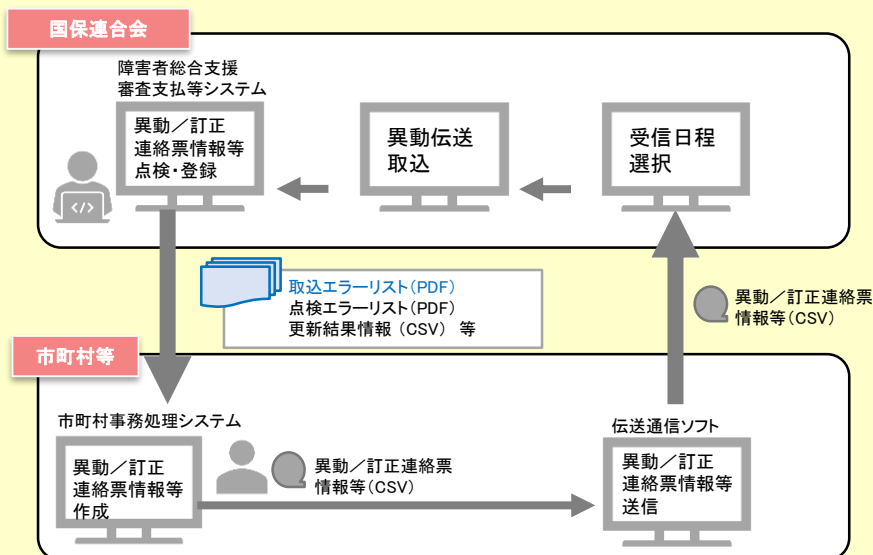 国保連合会
障害者総合支援
審査支払等システム
異動／訂正
連絡票情報等
点検・登録
異動伝送
取込
受信日程
選択
</>
取込エラーリスト（PDF）
点検エラーリスト（PDF）
更新結果情報（CSV） 等
異動／訂正連絡票
情報等（CSV）
市町村等
市町村事務処理システム
異動／訂正
連絡票情報等
作成
異動／訂正連絡票
情報等（CSV）
伝送通信ソフト
異動／訂正
連絡票情報等
送信